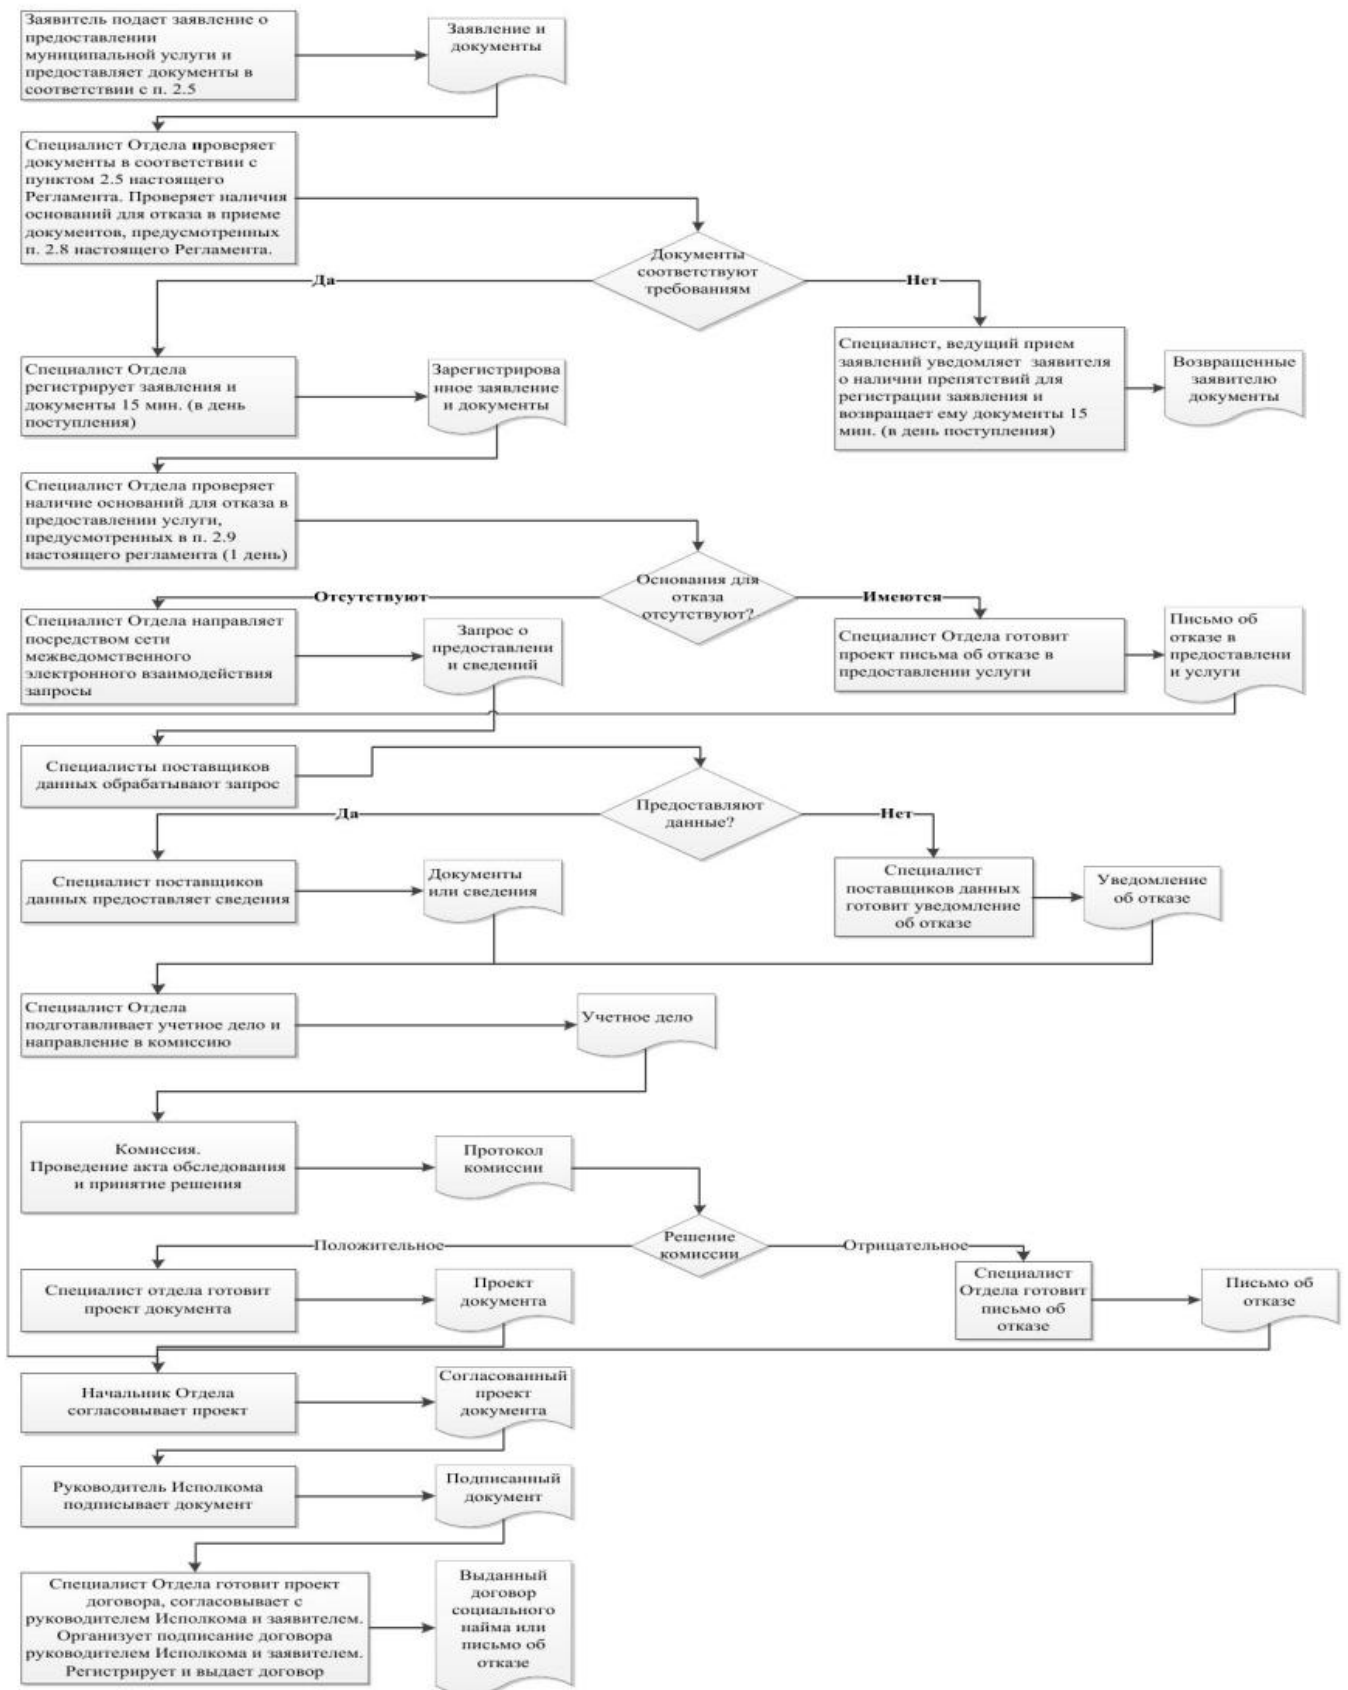 Заявитель подает заявление о
предоставлении
муниципальной услуги и
предоставляет документы в
соответствии с п. 2.5
Заявление и
документы
Специалист Отдела проверяет
документы в соответствии с
пунктом 2.5 настоящего
Регламента. Проверяет наличия
оснований для отказа в приеме
документов, предусмотренных
п. 2.8 настоящего Регламента.
Документы
соответствуют
требованиям
Да
Нет
Специалист Отдела
регистрирует заявления и
документы 15 мин. (в день
поступления)
Зарегистрирова
нное заявление
и документы
Специалист, ведущий прием
заявлений уведомляет заявителя
о наличии препятствий для
регистрации заявления и
возвращает ему документы 15
мин. (в день поступления)
Возвращенные
заявителю
документы
Специалист Отдела проверяет
наличие оснований для отказа в
предоставлении услуги,
предусмотренных в п. 2.9
настоящего регламента (1 день)
Основания для
отказа
отсутствуют?
Отсутствуют
Имеются
Специалист Отдела направляет
посредством сети
межведомственного
электронного взаимодействия
запросы
Запрос о
предоставлени
и сведений
Специалист Отдела готовит
проект письма об отказе в
предоставлении услуги
Письмо об
отказе в
предоставлени
и услуги
Специалисты поставщиков
данных обрабатывают запрос
Предоставляют
данные?
Да
Нет
Специалист поставщиков
данных предоставляет сведения
Документы
или сведения
Специалист
поставщиков данных
готовит уведомление
об отказе
Уведомление
об отказе
Специалист Отдела
подготавливает учетное дело и
направление в комиссию
Учетное дело
Комиссия.
Проведение акта обследования
и принятие решения
Протокол
комиссии
Решение
комиссии
Положительное
Отрицательное
Специалист отдела готовит
проект документа
Проект
документа
Специалист
Отдела готовит
письмо об
отказе
Письмо об
отказе
Начальник Отдела
согласовывает проект
Согласованный
проект
документа
Руководитель Исполкома
подписывает документ
Подписанный
документ
Специалист Отдела готовит проект
договора, согласовывает с
руководителем Исполкома и заявителем.
Организует подписание договора
руководителем Исполкома и заявителем.
Регистрирует и выдает договор
Выданный
договор
социального
найма или
письмо об
отказе